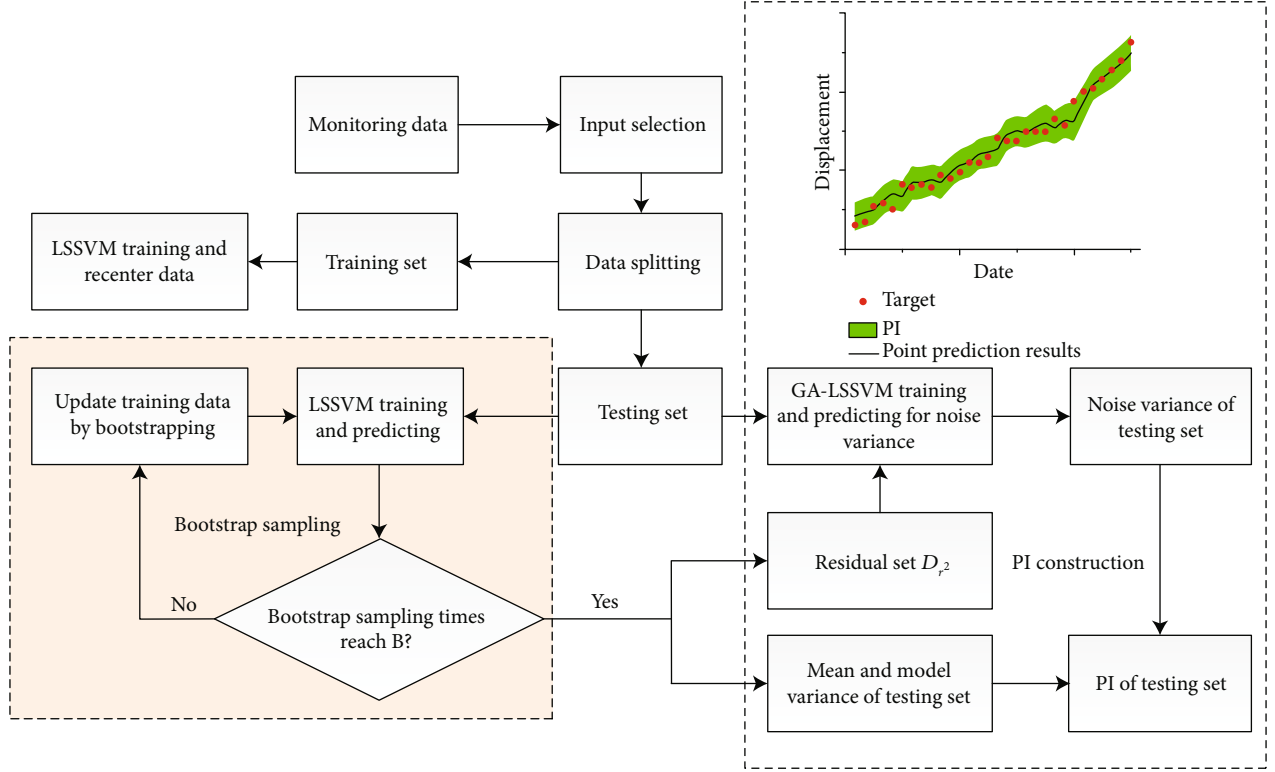 Monitoring data
Input selection
LSSVM training and
recenter data
Training set
Data splitting
Update training data
by bootstrapping
LSSVM training
and predicting
Testing set
Bootstrap sampling
No
Bootstrap sampling times
reach B?
Yes
Displacement
Date
Target
PI
Point prediction results
GA-LSSVM training
and predicting for noise
variance
Noise variance of
testing set
Residual set D_{r^2}
PI construction
Mean and model
variance of testing set
PI of testing set